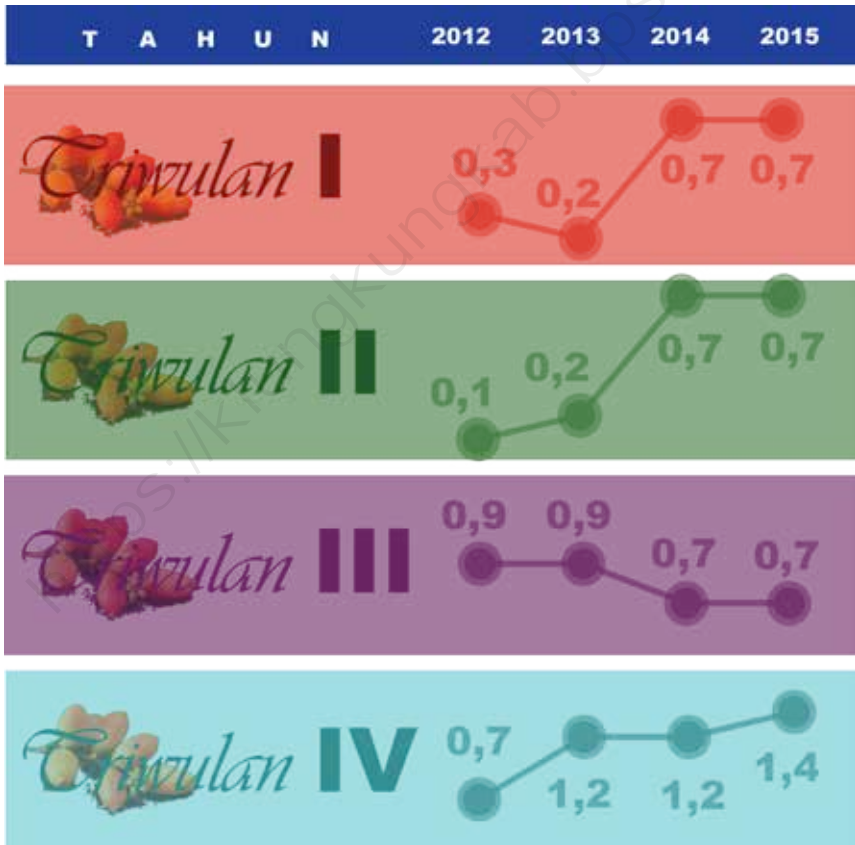 T A H U N 2012 2013 2014 2015
Triwulan I 0,3 0,2 0,7 0,7
Triwulan II 0,1 0,2 0,7 0,7
Triwulan III 0,9 0,9 0,7 0,7
Triwulan IV 0,7 1,2 1,2 1,4